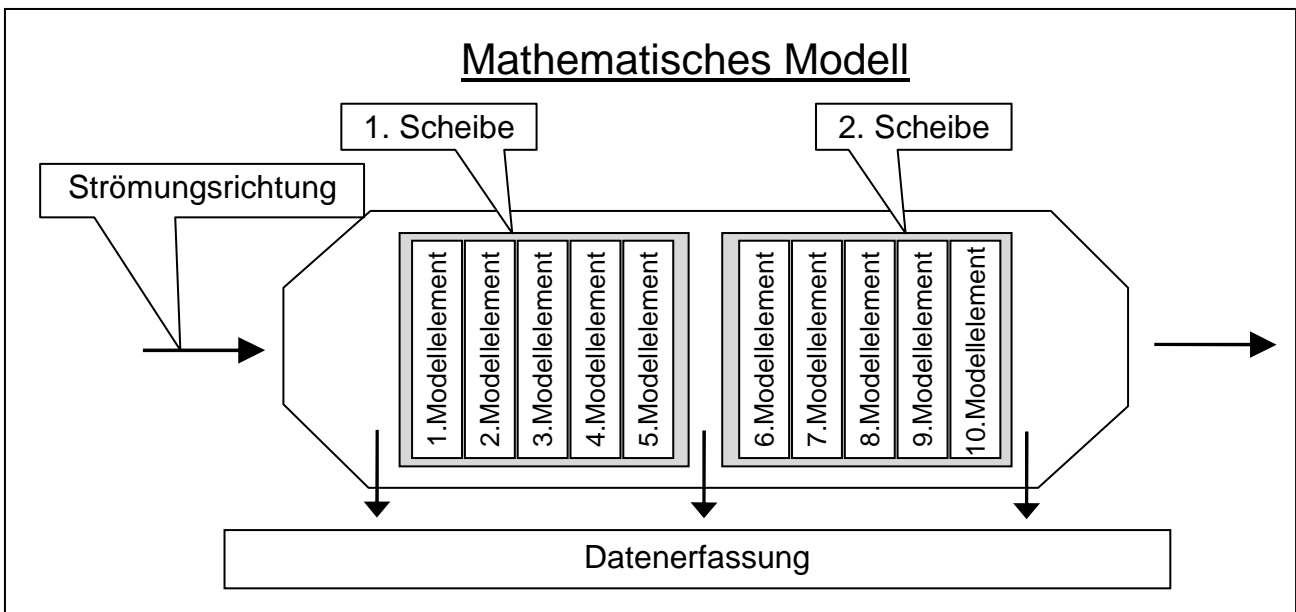 Mathematisches Modell
1. Scheibe
2. Scheibe
Strömungsrichtung
1.Modellelement
2.Modellelement
3.Modellelement
4.Modellelement
5.Modellelement
6.Modellelement
7.Modellelement
8.Modellelement
9.Modellelement
10.Modellelement
Datenerfassung